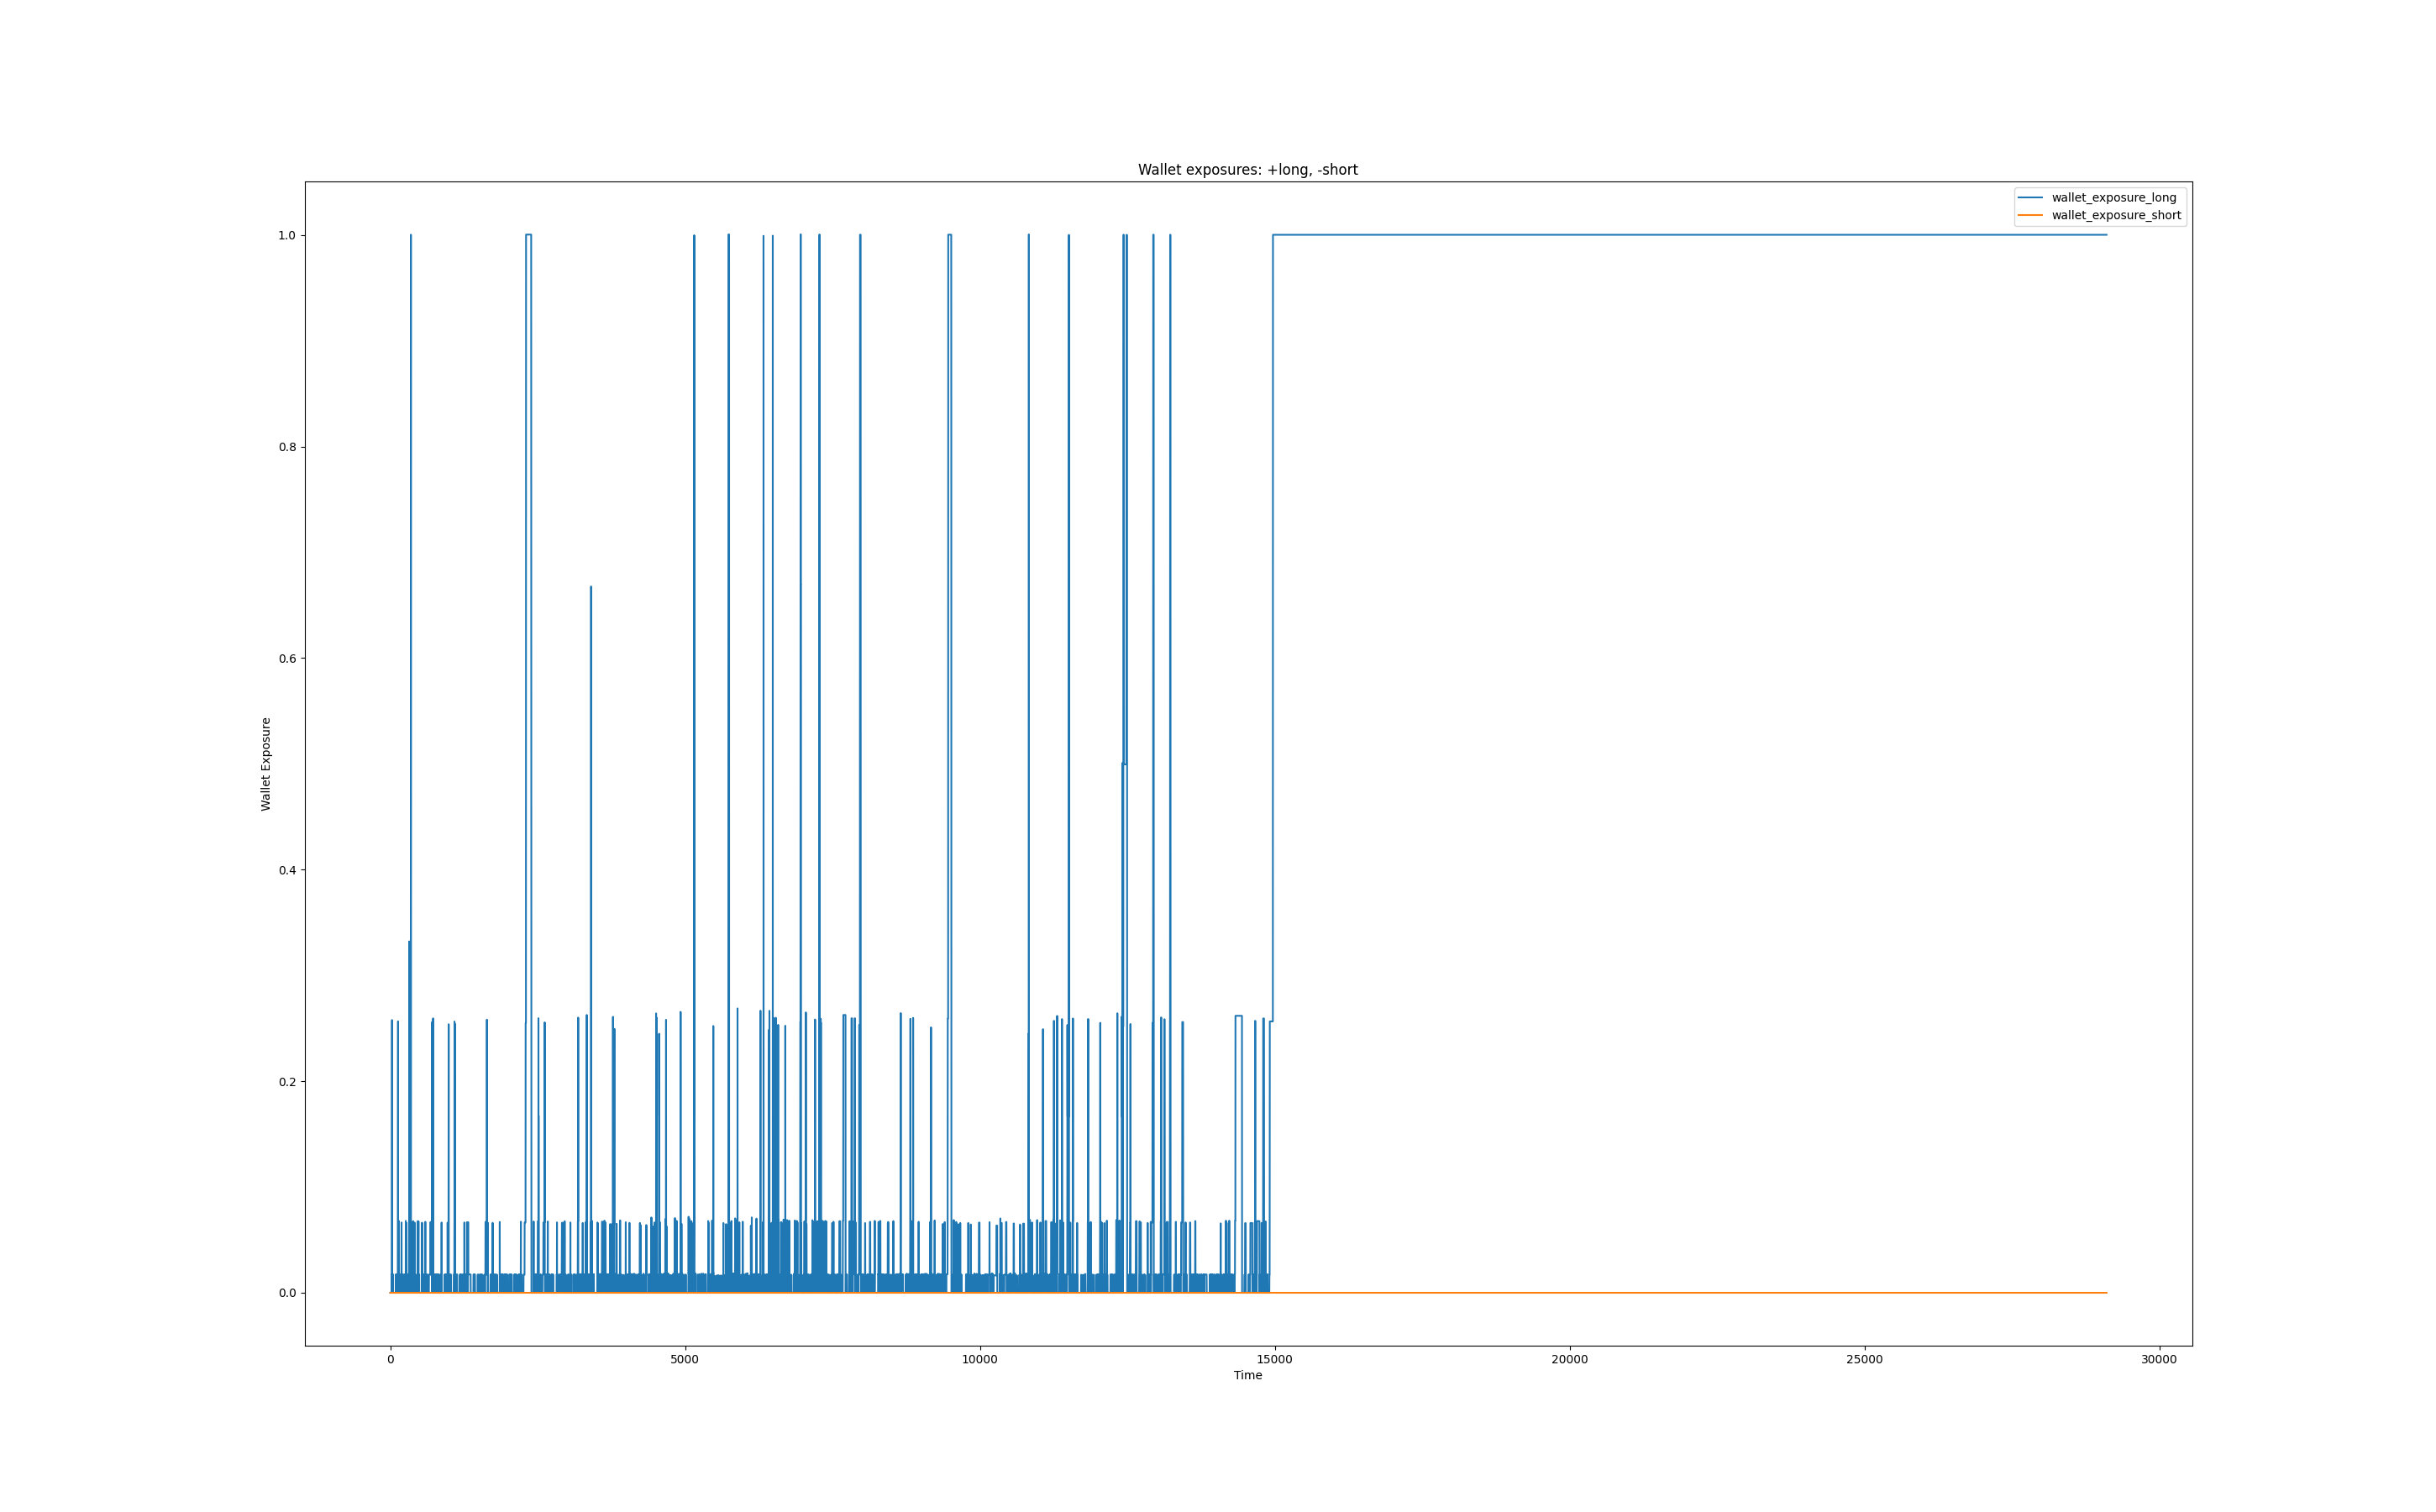 Wallet exposures: +long, -short
wallet_exposure_long
wallet_exposure_short
1.0
0.8
0.6
0.4
0.2
0.0
Wallet Exposure
0 5000 10000 15000 20000 25000 30000
Time